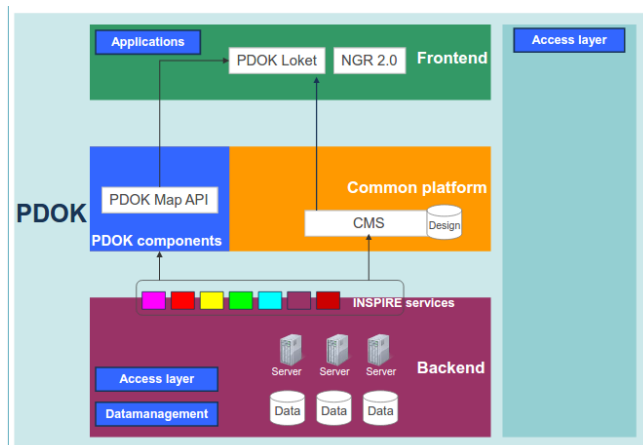 Applications
PDOK Loket
NGR 2.0
Frontend
Access layer
PDOK
PDOK Map API
PDOK components
Common platform
CMS
Design
INSPIRE services
Server
Server
Server
Backend
Access layer
Datamanagement
Data
Data
Data